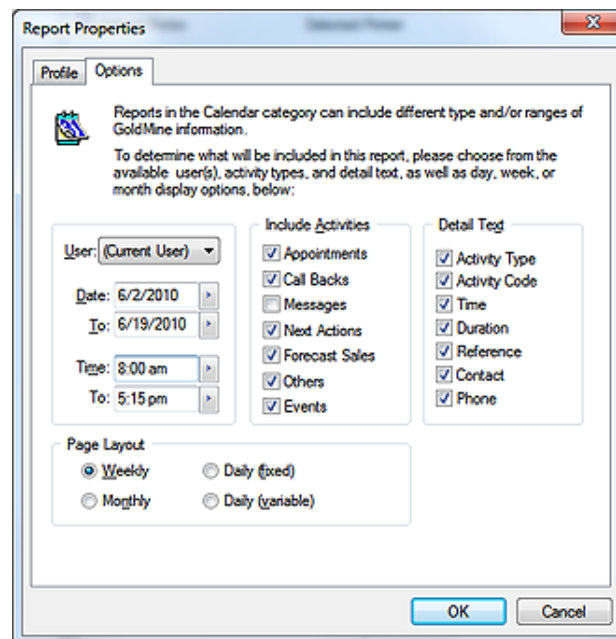 Report Properties
Profile
Options
Reports in the Calendar category can include different type and/or ranges of
GoldMine information.
To determine what will be included in this report, please choose from the
available user(s), activity types, and detail text, as well as day, week, or
month display options, below:
User: (Current User)
Date: 6/2/2010
To: 6/19/2010
Time: 8:00 am
To: 5:15 pm
Include Activities
Appointments
Call Backs
Messages
Next Actions
Forecast Sales
Others
Events
Detail Text
Activity Type
Activity Code
Time
Duration
Reference
Contact
Phone
Page Layout
Weekly
Daily (fixed)
Monthly
Daily (variable)
OK
Cancel